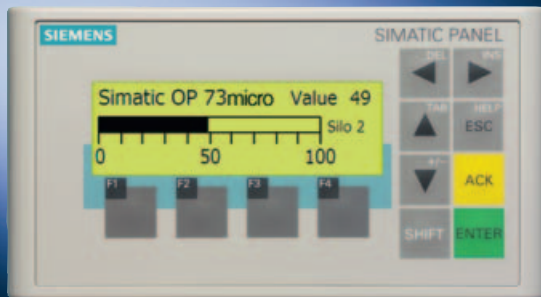 SIEMENS
SIMATIC PANEL
DEL
INS
Simatic OP 73micro Value 49
Silo 2
0 50 100
TAB
HELP
ESC
F1 F2 F3 F4
+/-
ACK
SHIFT
ENTER